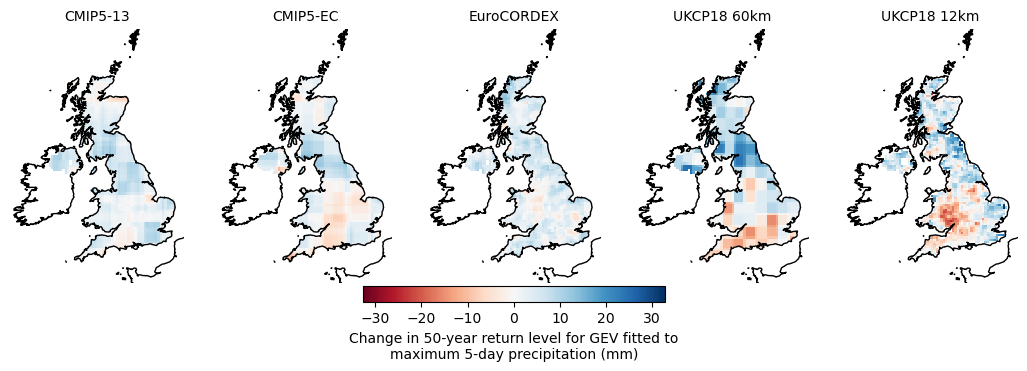 CMIP5-13 CMIP5-EC EuroCORDEX UKCP18 60km UKCP18 12km
−30 −20 −10 0 10 20 30
Change in 50-year return level for GEV fitted to
maximum 5-day precipitation (mm)